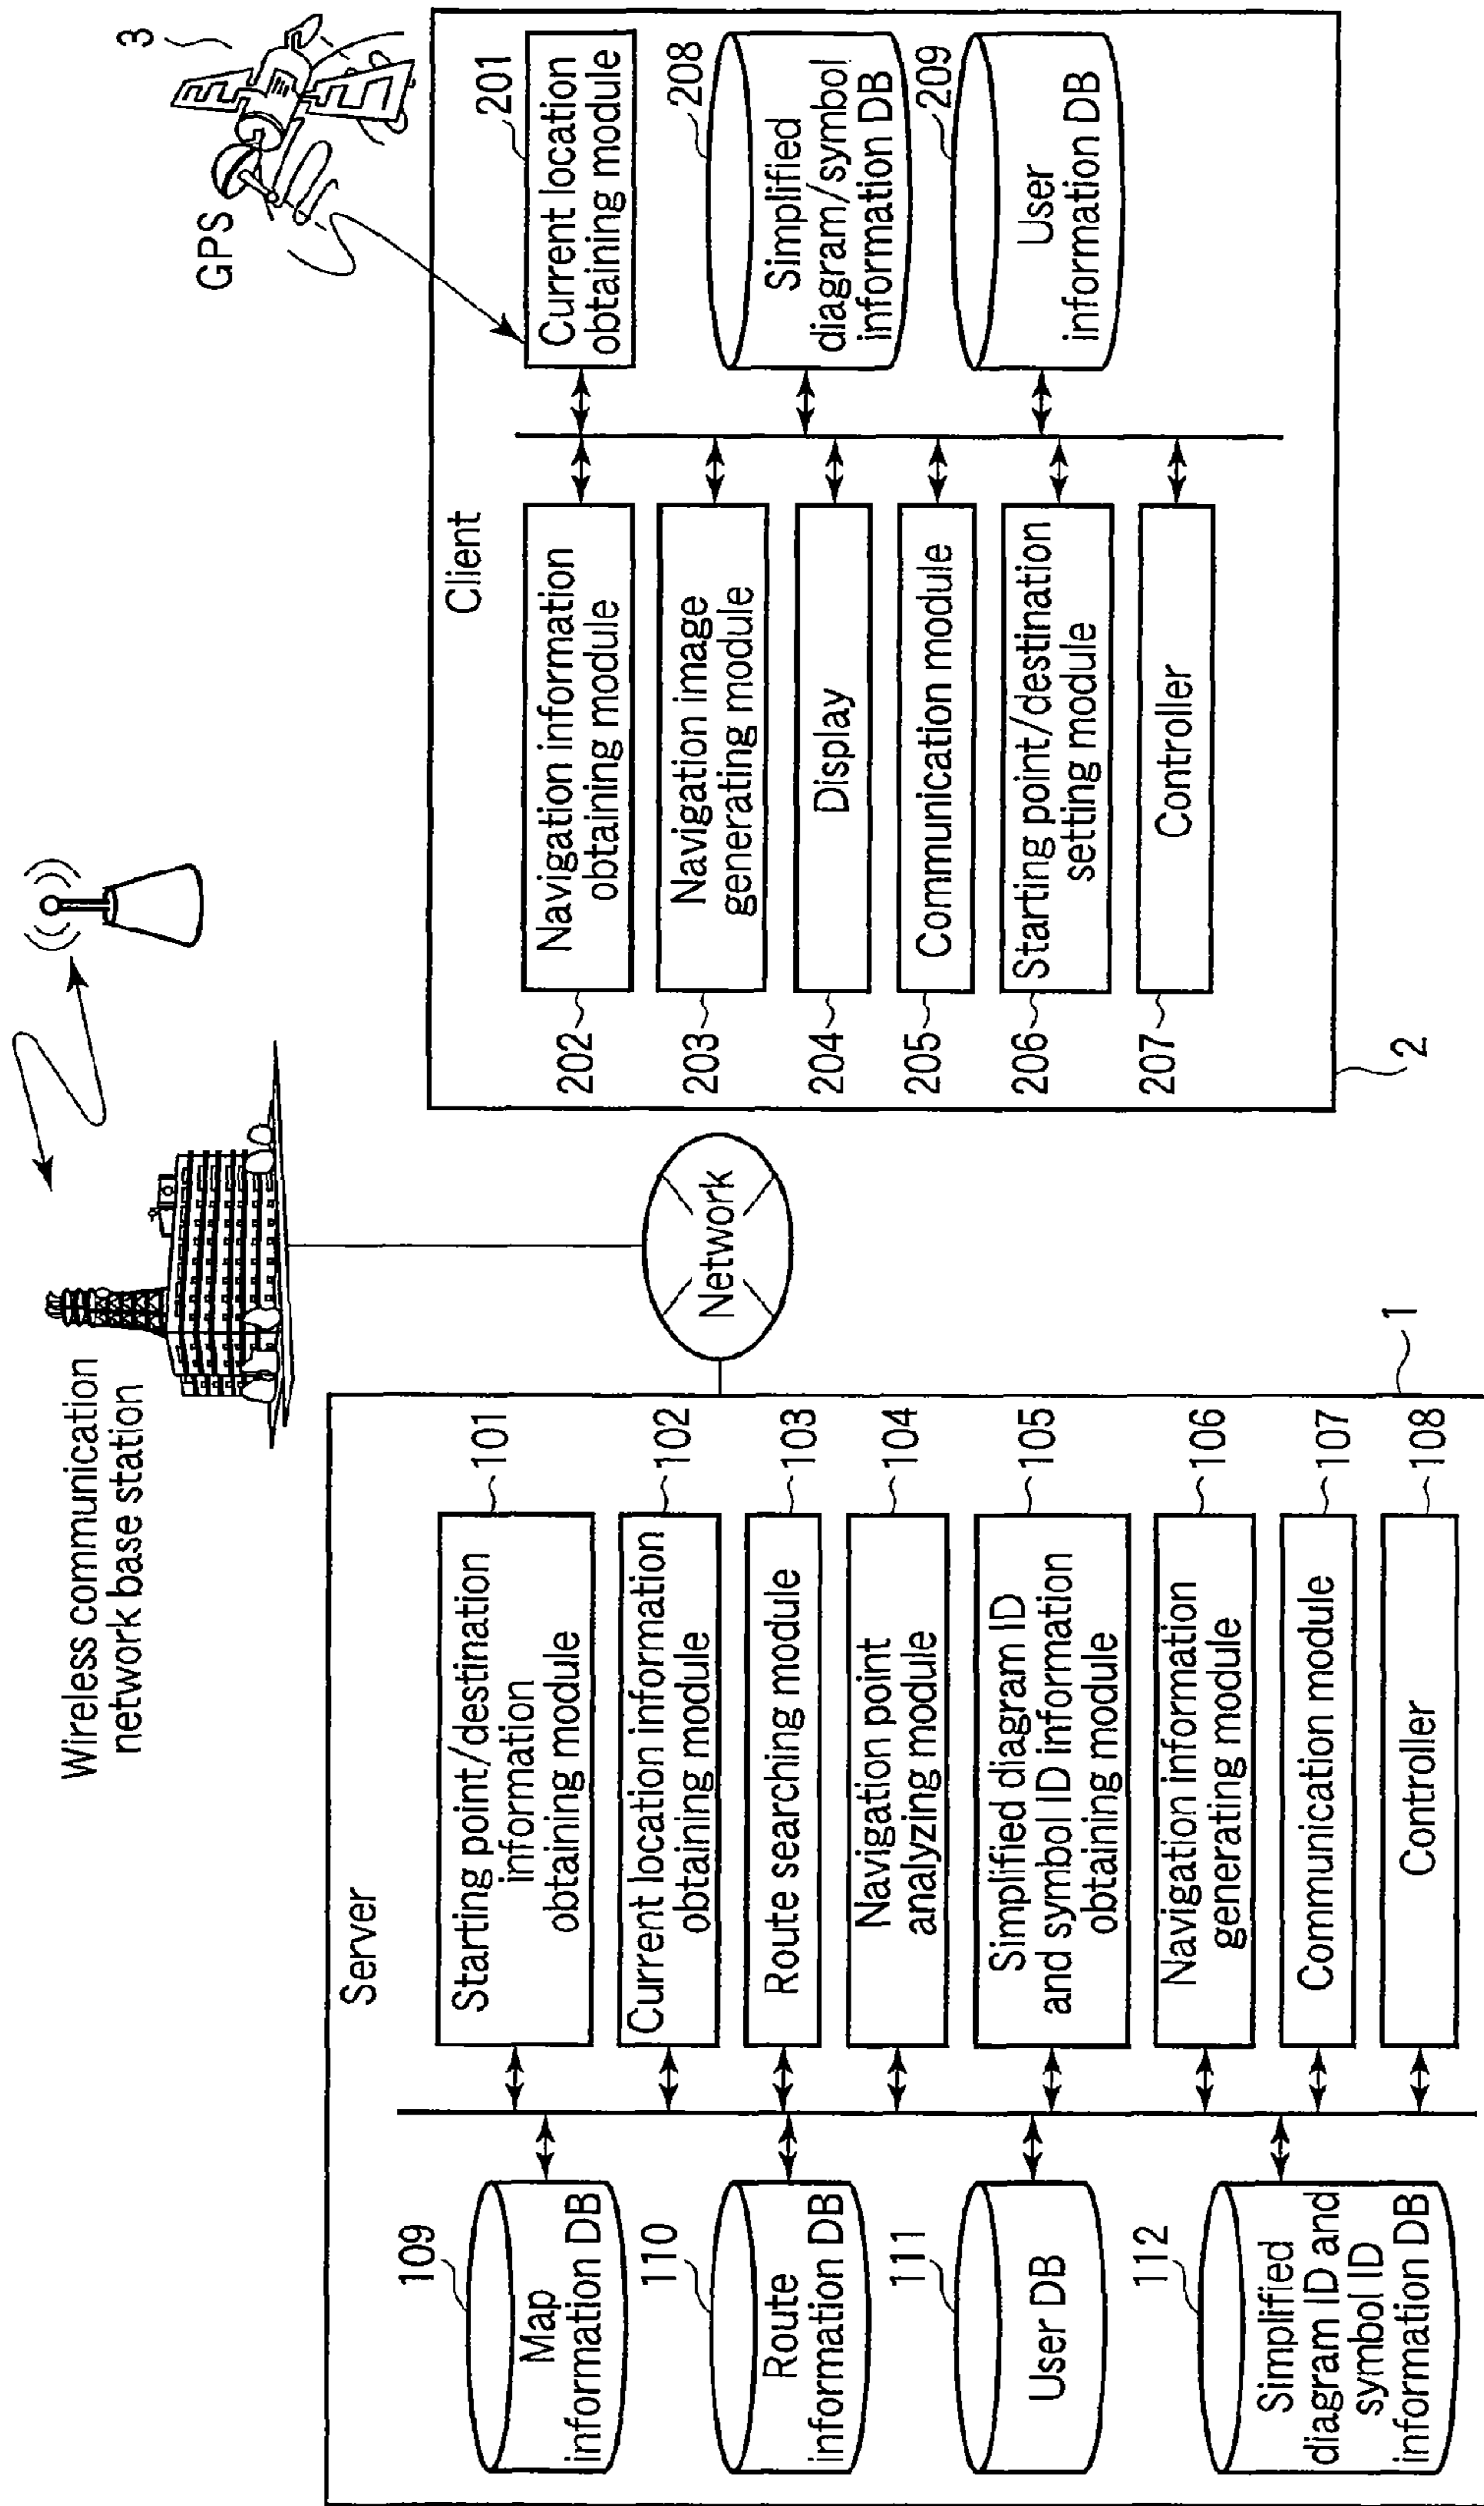 Wireless communication
network base station
GPS
3
Network
Server
1
109
Map
information DB
110
Route
information DB
111
User DB
112
Simplified
diagram ID and
symbol ID
information DB
Starting point/destination
information
obtaining module
101
Current location information
obtaining module
102
Route searching module
103
Navigation point
analyzing module
104
Simplified diagram ID
and symbol ID information
obtaining module
105
Navigation information
generating module
106
Communication module
107
Controller
108
Client
2
202
Navigation information
obtaining module
203
Navigation image
generating module
204
Display
205
Communication module
206
Starting point/destination
setting module
207
Controller
201
Current location
obtaining module
208
Simplified
diagram/symbol
information DB
209
User
information DB